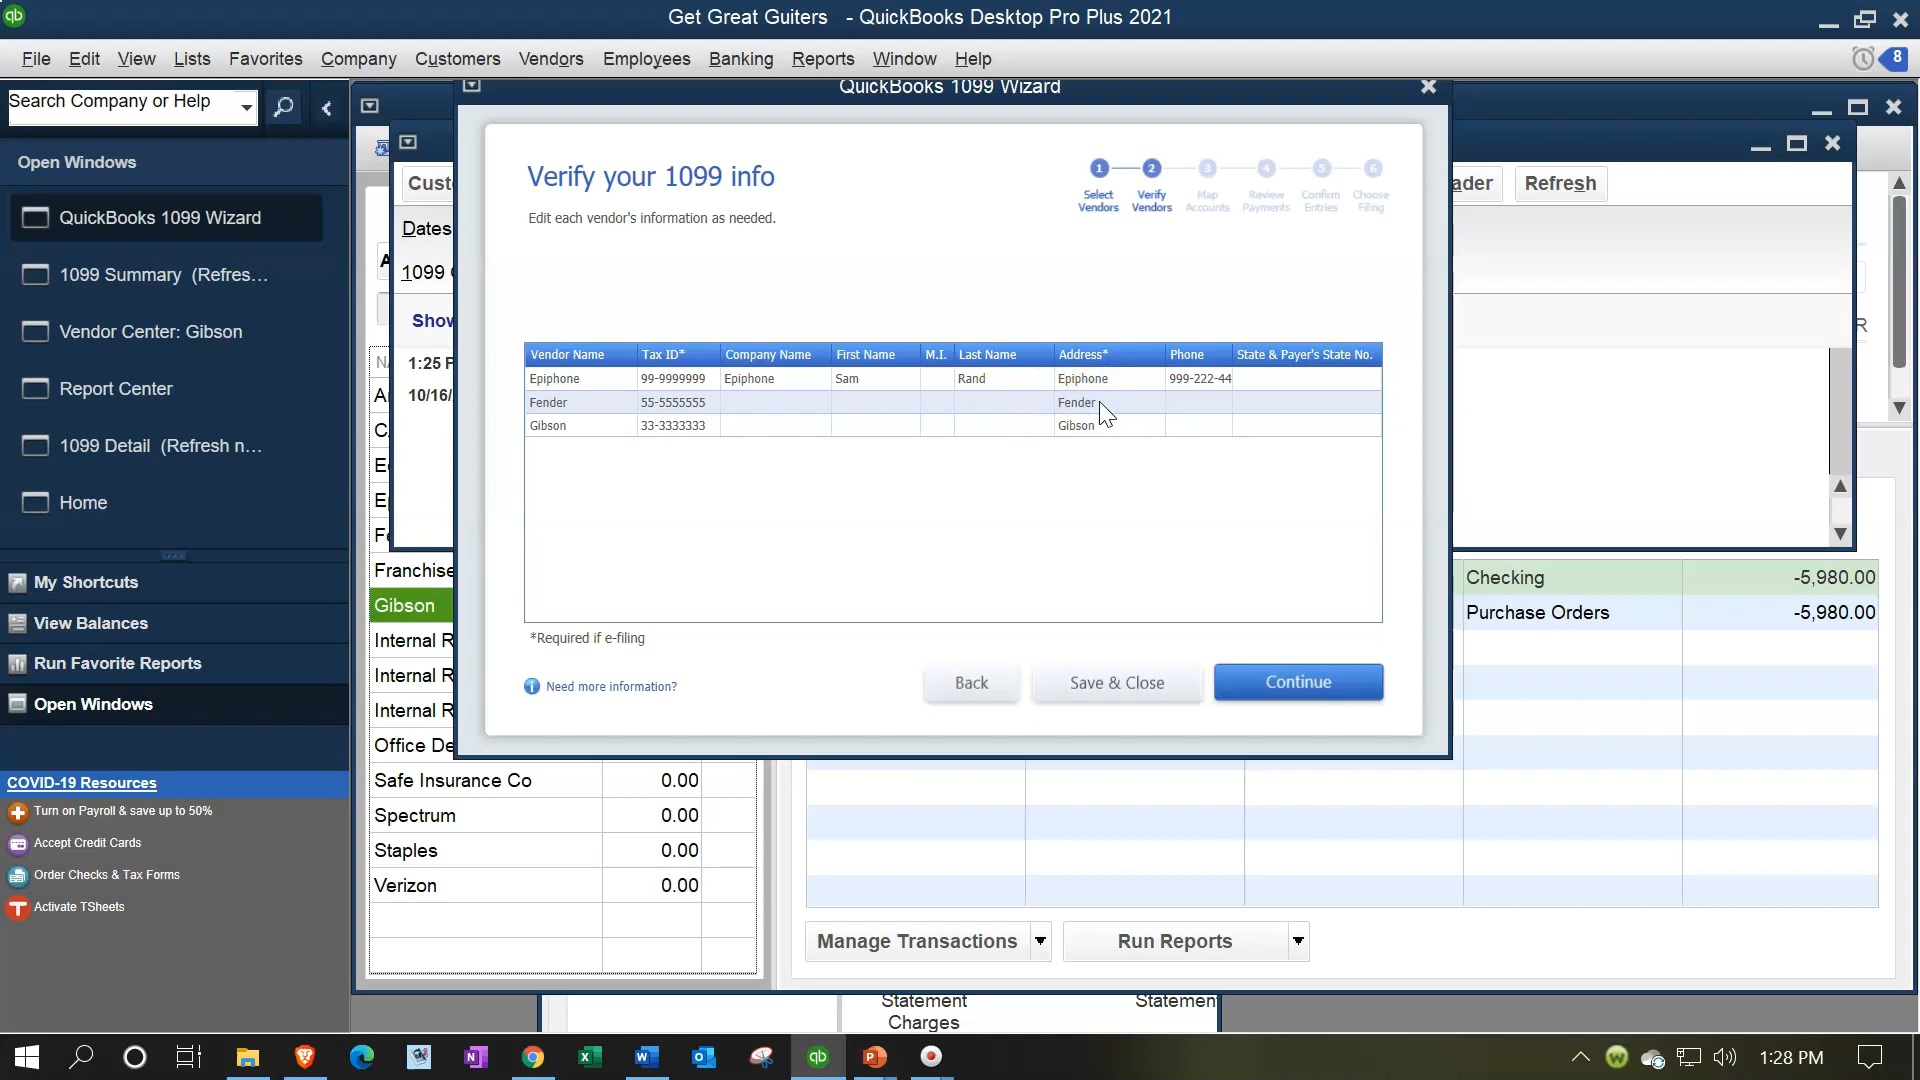 Get Great Guiters - QuickBooks Desktop Pro Plus 2021
File Edit View Lists Favorites Company Customers Vendors Employees Banking Reports Window Help
8
Search Company or Help
Open Windows
QuickBooks 1099 Wizard
1099 Summary (Refres...
Vendor Center: Gibson
Report Center
1099 Detail (Refresh n...
Home
My Shortcuts
View Balances
Run Favorite Reports
Open Windows
COVID-19 Resources
Turn on Payroll & save up to 50%
Accept Credit Cards
Order Checks & Tax Forms
Activate TSheets
QuickBooks 1099 Wizard
Verify your 1099 info
Edit each vendor's information as needed.
1 2 3 4 5 6
Select Vendors
Verify Vendors
Map Accounts
Review Payments
Confirm Entries
Choose Filing
Vendor Name Tax ID* Company Name First Name M.I. Last Name Address* Phone State & Payer's State No.
Epiphone 99-9999999 Epiphone Sam Rand Epiphone 999-222-44
Fender 55-5555555 Fender
Gibson 33-3333333 Gibson
*Required if e-filing
Need more information?
Back
Save & Close
Continue
Cust
Dates
1099
Show
1:25 P
10/16/
ader
Refresh
R
Franchise
Gibson
Internal R
Internal R
Internal R
Office De
Safe Insurance Co 0.00
Spectrum 0.00
Staples 0.00
Verizon 0.00
Checking -5,980.00
Purchase Orders -5,980.00
Manage Transactions
Run Reports
Statement
Charges
Statemen
1:28 PM